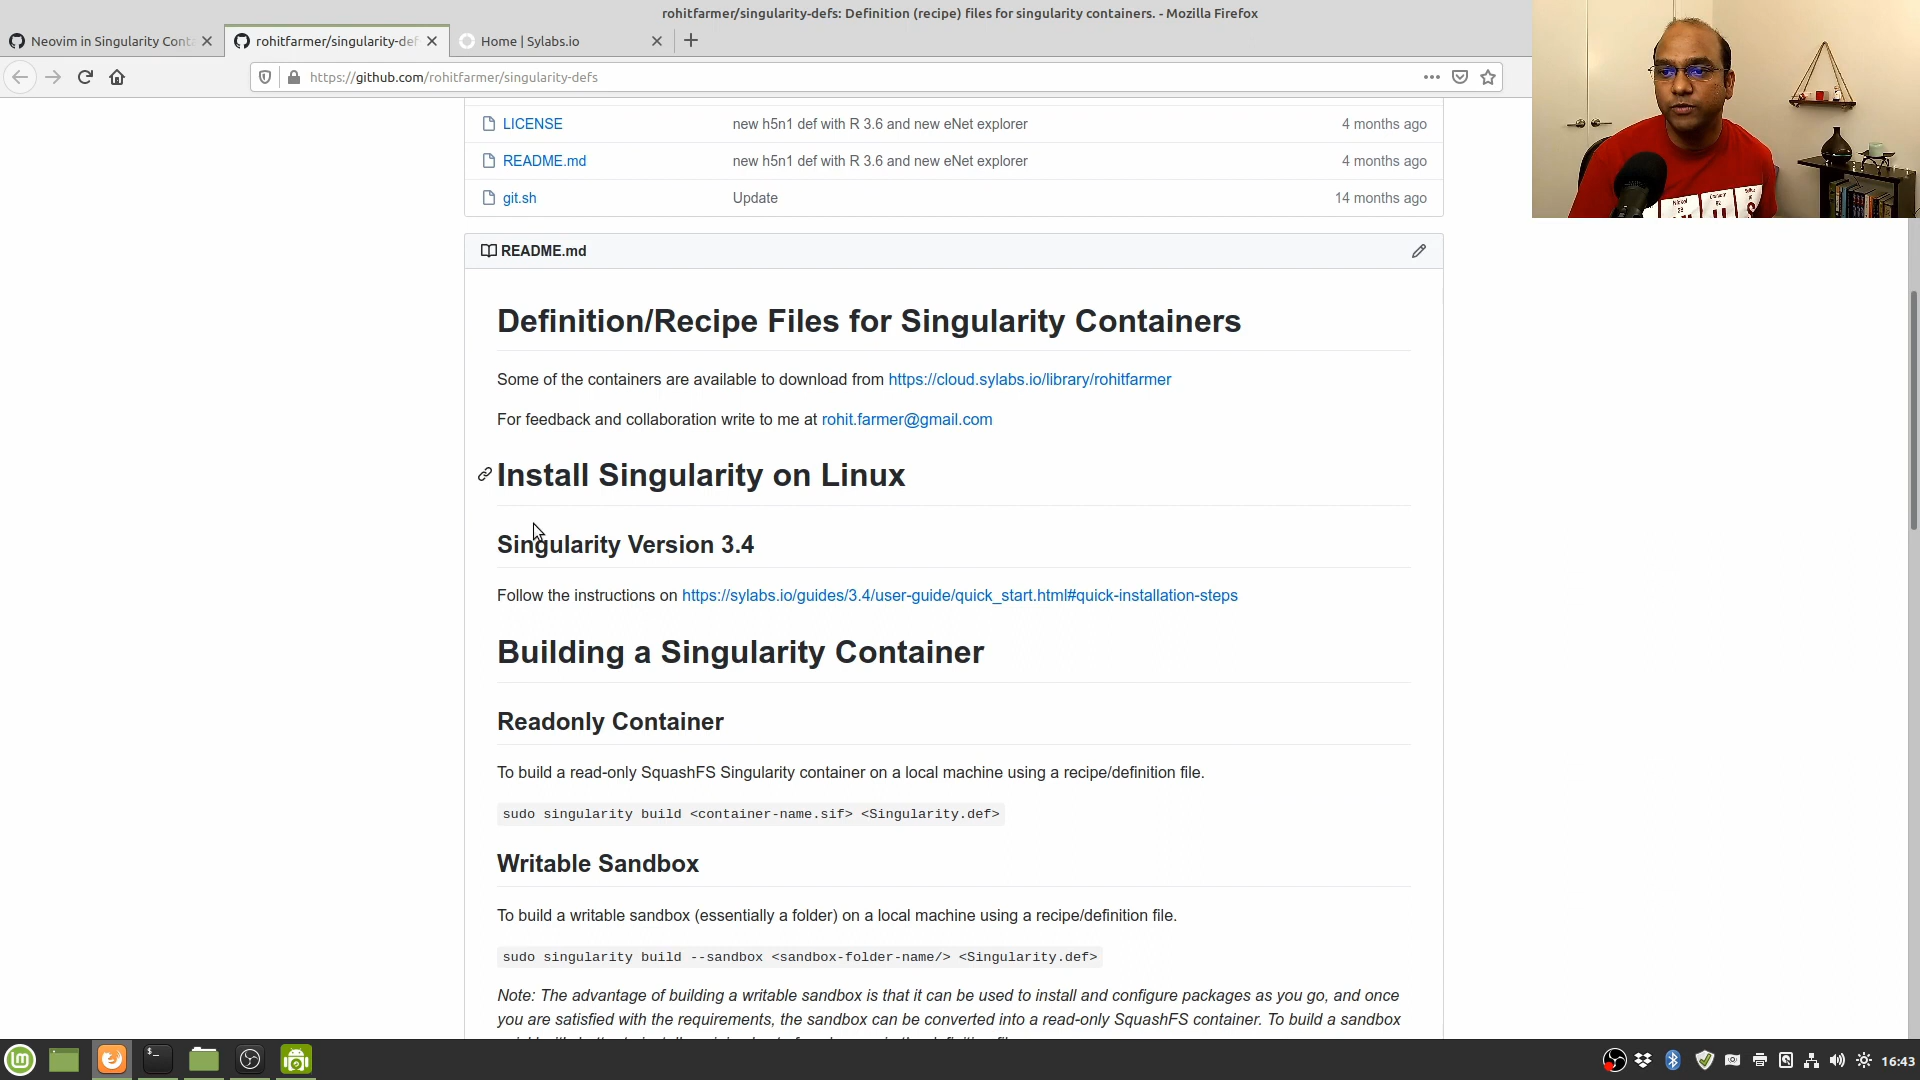 rohitfarmer/singularity-defs: Definition (recipe) files for singularity containers. - Mozilla Firefox
Neovim in Singularity Cont
rohitfarmer/singularity-def
Home | Sylabs.io
https://github.com/rohitfarmer/singularity-defs
LICENSE new h5n1 def with R 3.6 and new eNet explorer 4 months ago
README.md new h5n1 def with R 3.6 and new eNet explorer 4 months ago
git.sh Update 14 months ago
README.md
Definition/Recipe Files for Singularity Containers
Some of the containers are available to download from https://cloud.sylabs.io/library/rohitfarmer
For feedback and collaboration write to me at rohit.farmer@gmail.com
Install Singularity on Linux
Singularity Version 3.4
Follow the instructions on https://sylabs.io/guides/3.4/user-guide/quick_start.html#quick-installation-steps
Building a Singularity Container
Readonly Container
To build a read-only SquashFS Singularity container on a local machine using a recipe/definition file.
sudo singularity build <container-name.sif> <Singularity.def>
Writable Sandbox
To build a writable sandbox (essentially a folder) on a local machine using a recipe/definition file.
sudo singularity build --sandbox <sandbox-folder-name/> <Singularity.def>
Note: The advantage of building a writable sandbox is that it can be used to install and configure packages as you go, and once
you are satisfied with the requirements, the sandbox can be converted into a read-only SquashFS container. To build a sandbox
16:43